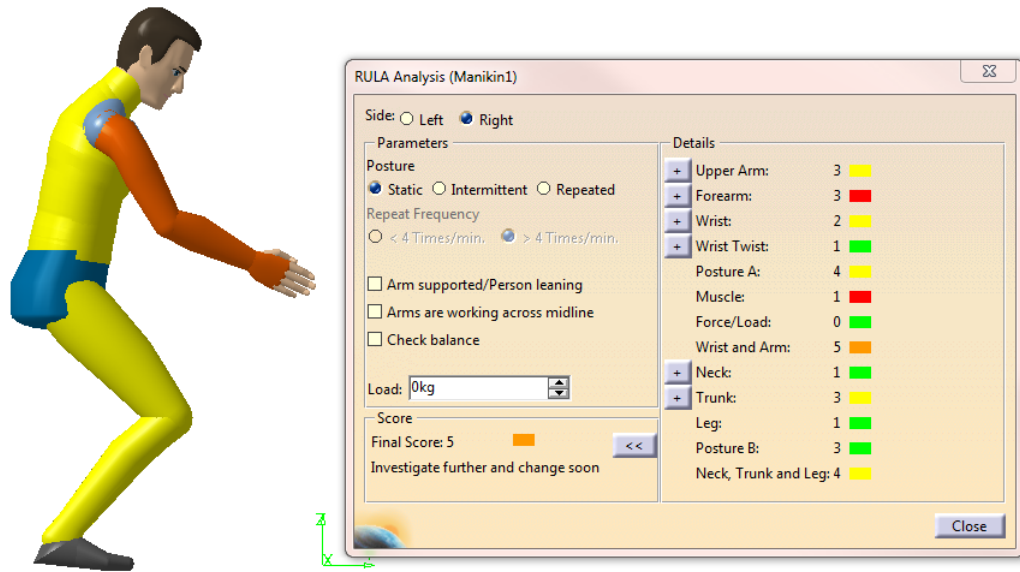 RULA Analysis (Manikin1)
Side: Left Right
Parameters
Posture
Static Intermittent Repeated
Repeat Frequency
< 4 Times/min. > 4 Times/min.
Arm supported/Person leaning
Arms are working across midline
Check balance
Load: 0kg
Score
Final Score: 5
<<
Investigate further and change soon
Details
+ Upper Arm: 3
+ Forearm: 3
+ Wrist: 2
+ Wrist Twist: 1
Posture A: 4
Muscle: 1
Force/Load: 0
Wrist and Arm: 5
+ Neck: 1
+ Trunk: 3
Leg: 1
Posture B: 3
Neck, Trunk and Leg: 4
Close
Z
X